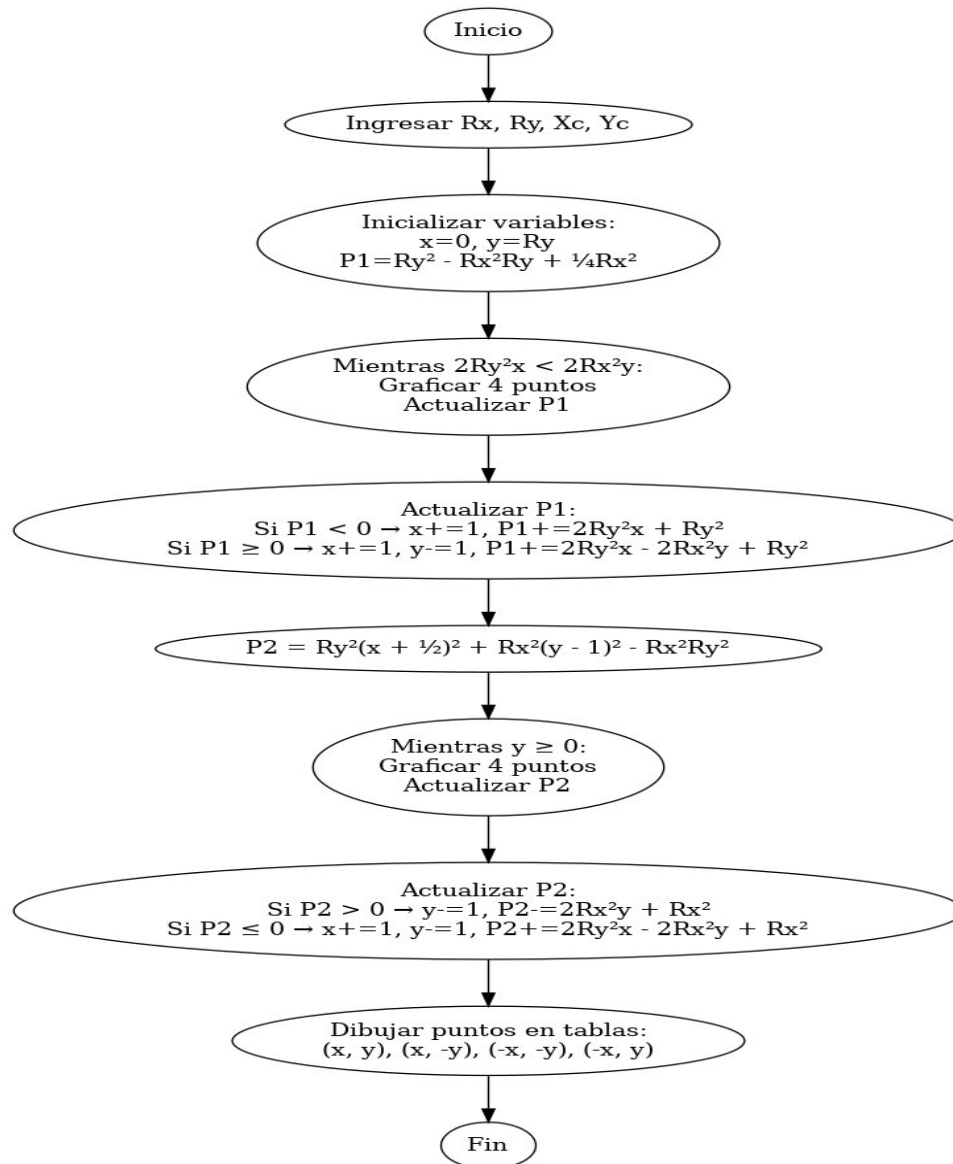 Inicio
Ingresar Rx, Ry, Xc, Yc
Inicializar variables:
x=0, y=Ry
P1=Ry² - Rx²Ry + ¼Rx²
Mientras 2Ry²x < 2Rx²y:
Graficar 4 puntos
Actualizar P1
Actualizar P1:
Si P1 < 0 → x+=1, P1+=2Ry²x + Ry²
Si P1 ≥ 0 → x+=1, y-=1, P1+=2Ry²x - 2Rx²y + Ry²
P2 = Ry²(x + ½)² + Rx²(y - 1)² - Rx²Ry²
Mientras y ≥ 0:
Graficar 4 puntos
Actualizar P2
Actualizar P2:
Si P2 > 0 → y-=1, P2-=2Rx²y + Rx²
Si P2 ≤ 0 → x+=1, y-=1, P2+=2Ry²x - 2Rx²y + Rx²
Dibujar puntos en tablas:
(x, y), (x, -y), (-x, -y), (-x, y)
Fin